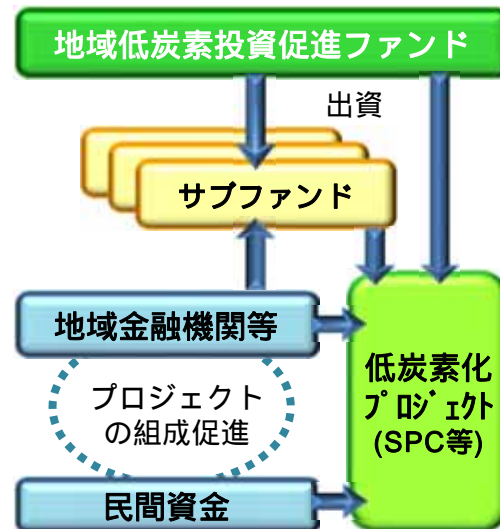 地域低炭素投資促進ファンド
出資
サブファンド
地域金融機関等
プロジェクト
の組成促進
低炭素化
プロジェクト
(SPC等)
民間資金